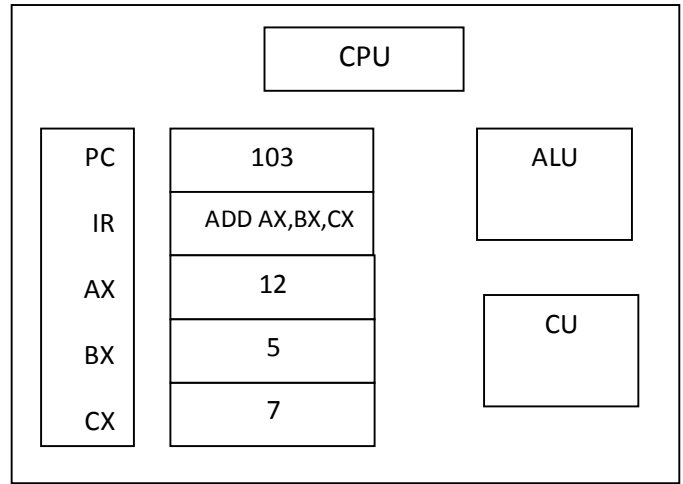 CPU
PC 103 ALU
IR ADD AX,BX,CX
AX 12
CU
BX 5
CX 7